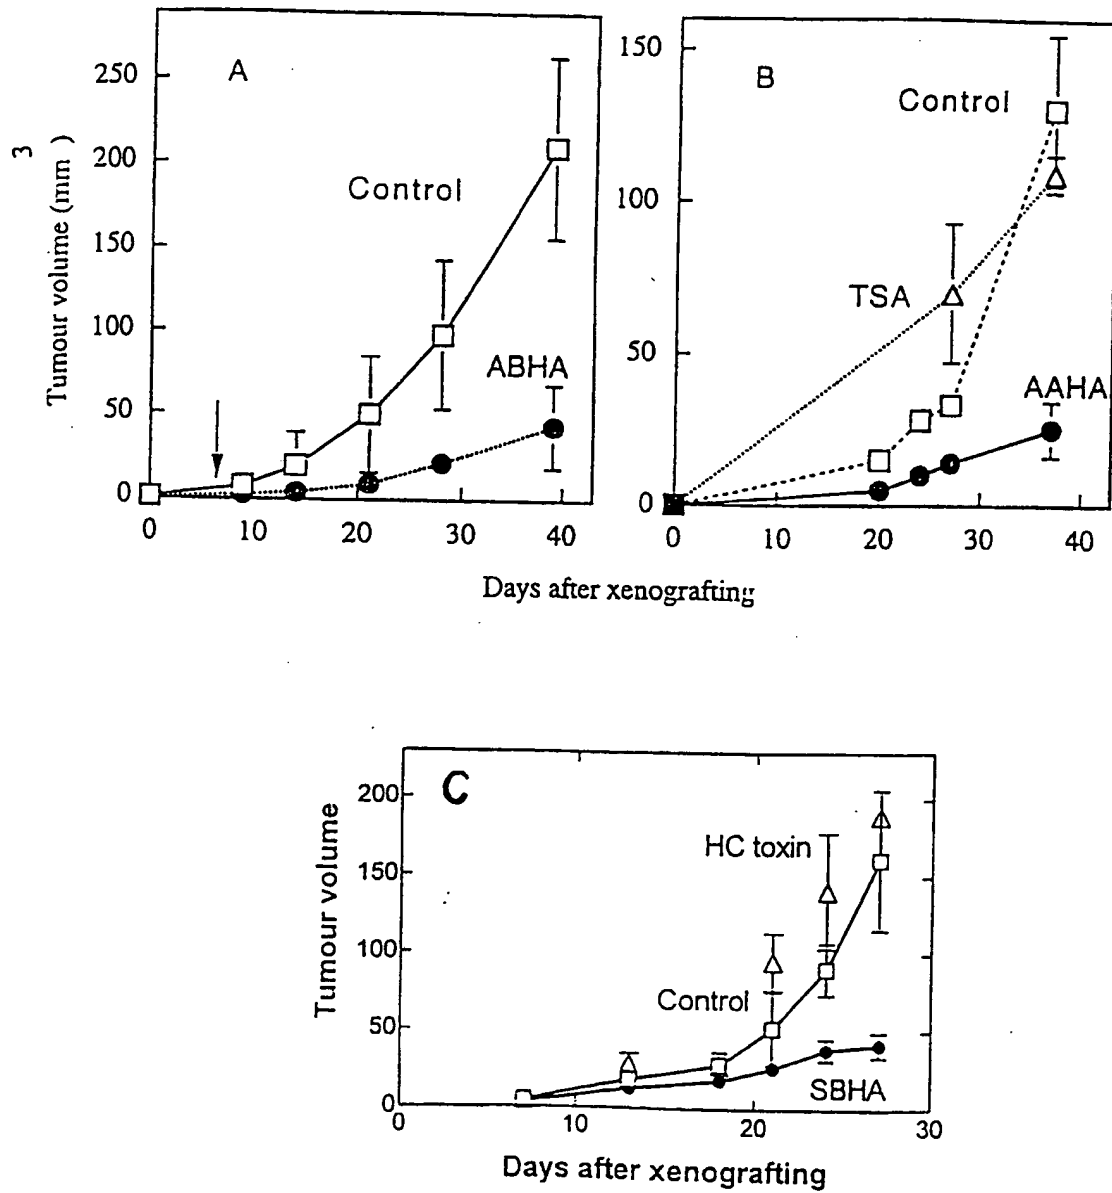 A
250
200
150
100
50
0
Tumour volume (mm 3)
Control
ABHA
0 10 20 30 40
B
150
100
50
0
Control
TSA
AAHA
0 10 20 30 40
Days after xenografting
C
200
150
100
50
0
Tumour volume
HC toxin
Control
SBHA
0 10 20 30
Days after xenografting